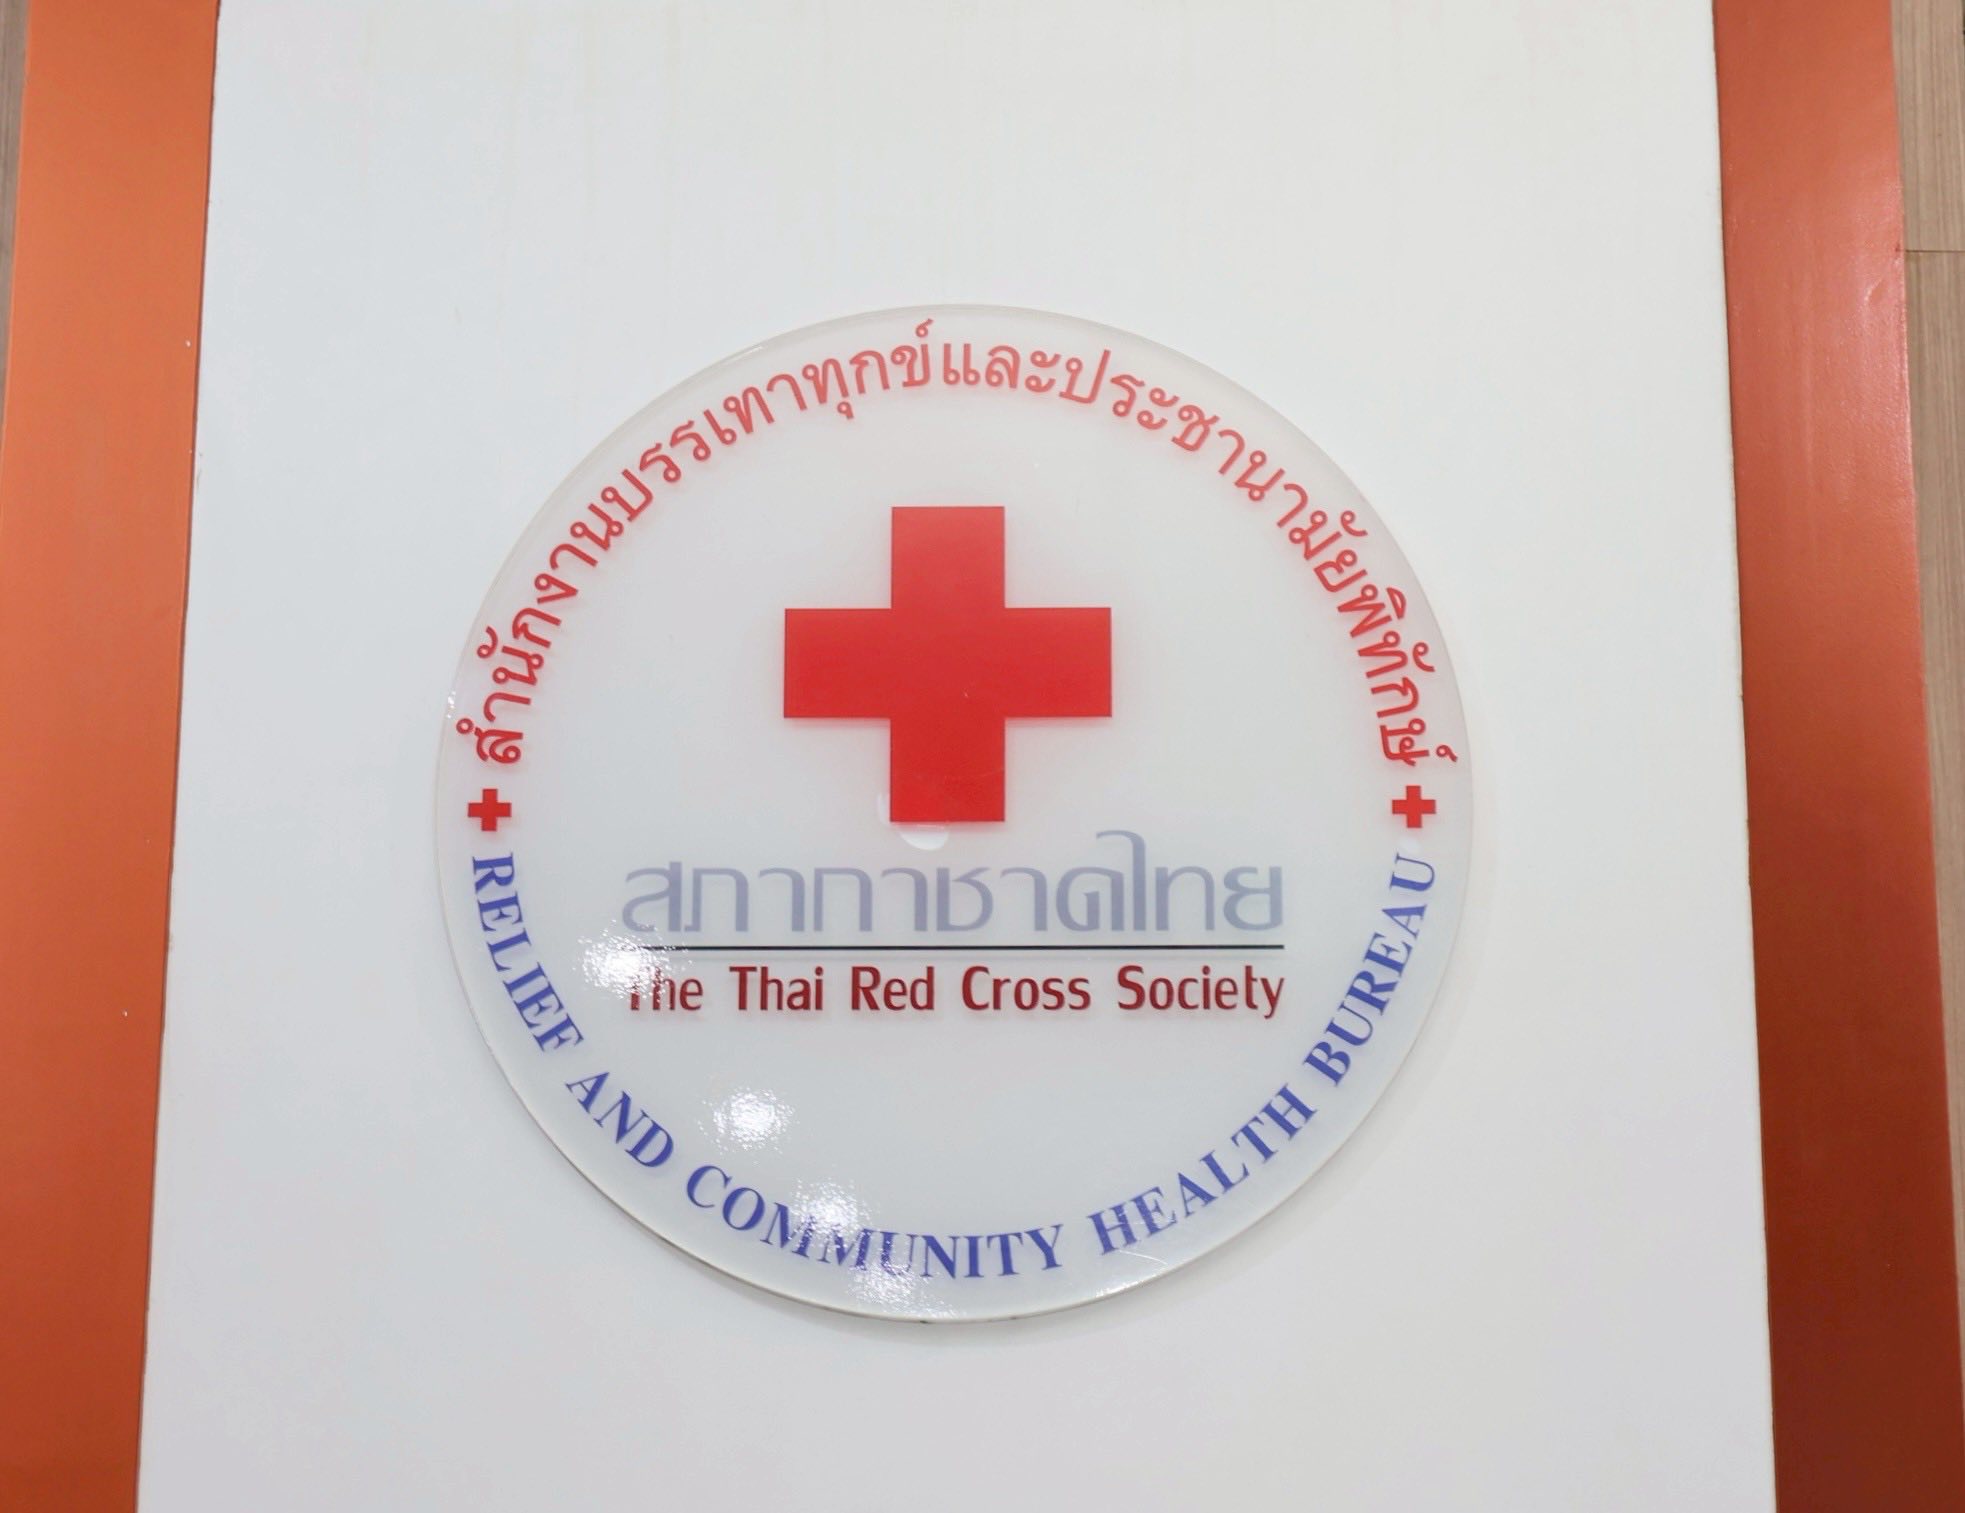 สำนักงานบรรเทาทุกข์และประชานามัยพิทักษ์
สภากาชาดไทย
The Thai Red Cross Society
RELIEF AND COMMUNITY HEALTH BUREAU